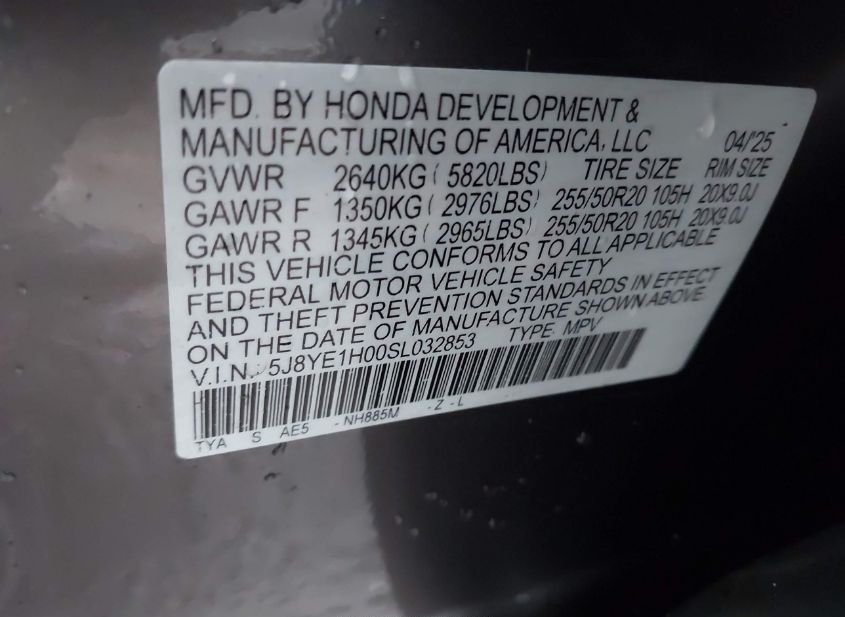 MFD. BY HONDA DEVELOPMENT &
MANUFACTURING OF AMERICA, LLC 04/'25
GVWR 2640KG ( 5820LBS) TIRE SIZE RIM SIZE
GAWR F 1350KG ( 2976LBS) 255/50R20 105H 20X9.0J
GAWR R 1345KG ( 2965LBS) 255/50R20 105H 20X9.0J
THIS VEHICLE CONFORMS TO ALL APPLICABLE
FEDERAL MOTOR VEHICLE SAFETY
AND THEFT PREVENTION STANDARDS IN EFFECT
ON THE DATE OF MANUFACTURE SHOWN ABOVE.
V.I.N. 5J8YE1H00SL032853 TYPE: MPV
TYA S AE5 - NH885M - Z - L